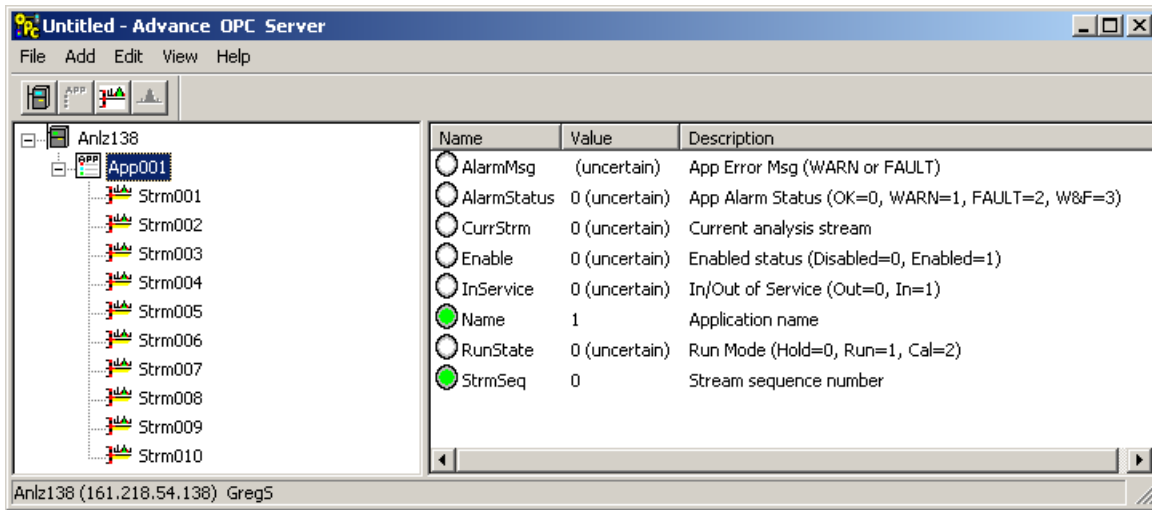 Untitled - Advance OPC Server
File Add Edit View Help
APP
Anlz138
APP App001
Strm001
Strm002
Strm003
Strm004
Strm005
Strm006
Strm007
Strm008
Strm009
Strm010
Name Value Description
AlarmMsg (uncertain) App Error Msg (WARN or FAULT)
AlarmStatus 0 (uncertain) App Alarm Status (OK=0, WARN=1, FAULT=2, W&F=3)
CurrStrm 0 (uncertain) Current analysis stream
Enable 0 (uncertain) Enabled status (Disabled=0, Enabled=1)
InService 0 (uncertain) In/Out of Service (Out=0, In=1)
Name 1 Application name
RunState 0 (uncertain) Run Mode (Hold=0, Run=1, Cal=2)
StrmSeq 0 Stream sequence number
Anlz138 (161.218.54.138) GregS